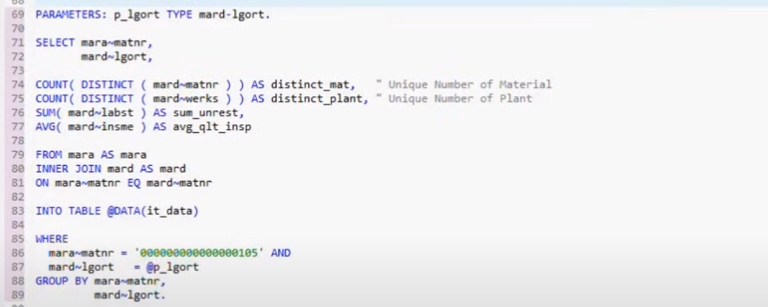 69 PARAMETERS: p_lgort TYPE mard-lgort.
70
71 SELECT mara~matnr,
72 mard~lgort,
73
74 COUNT( DISTINCT ( mard~matnr ) ) AS distinct_mat, " Unique Number of Material
75 COUNT( DISTINCT ( mard~werks ) ) AS distinct_plant, " Unique Number of Plant
76 SUM( mard~labst ) AS sum_unrest,
77 AVG( mard~insme ) AS avg_qlt_insp
78
79 FROM mara AS mara
80 INNER JOIN mard AS mard
81 ON mara~matnr EQ mard~matnr
82
83 INTO TABLE @DATA(it_data)
84
85 WHERE
86 mara~matnr = '000000000000000105' AND
87 mard~lgort = @p_lgort
88 GROUP BY mara~matnr,
89 mard~lgort.